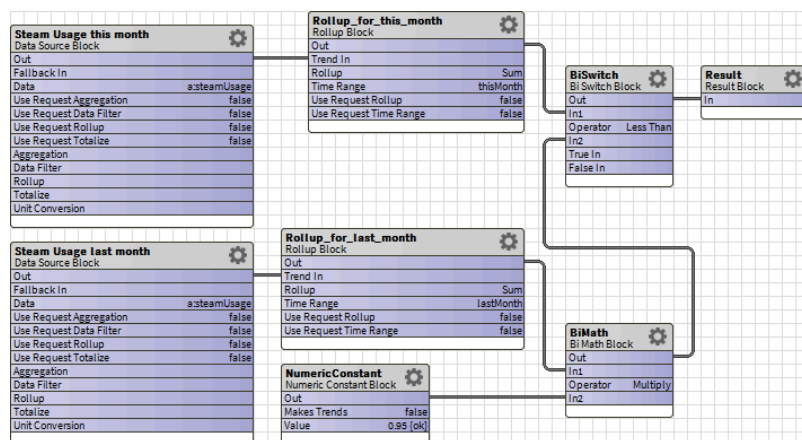 Steam Usage this month
Data Source Block
Out
Fallback In
Data a:steamUsage
Use Request Aggregation false
Use Request Data Filter false
Use Request Rollup false
Use Request Totalize false
Aggregation
Data Filter
Rollup
Totalize
Unit Conversion
Rollup_for_this_month
Rollup Block
Out
Trend In
Rollup Sum
Time Range thisMonth
Use Request Rollup false
Use Request Time Range false
BiSwitch
Bi Switch Block
Out
In1
Operator Less Than
In2
True In
False In
Result
Result Block
In
Steam Usage last month
Data Source Block
Out
Fallback In
Data a:steamUsage
Use Request Aggregation false
Use Request Data Filter false
Use Request Rollup false
Use Request Totalize false
Aggregation
Data Filter
Rollup
Totalize
Unit Conversion
Rollup_for_last_month
Rollup Block
Out
Trend In
Rollup Sum
Time Range lastMonth
Use Request Rollup false
Use Request Time Range false
NumericConstant
Numeric Constant Block
Out
Makes Trends false
Value 0.95 {ok}
BiMath
Bi Math Block
Out
In1
Operator Multiply
In2